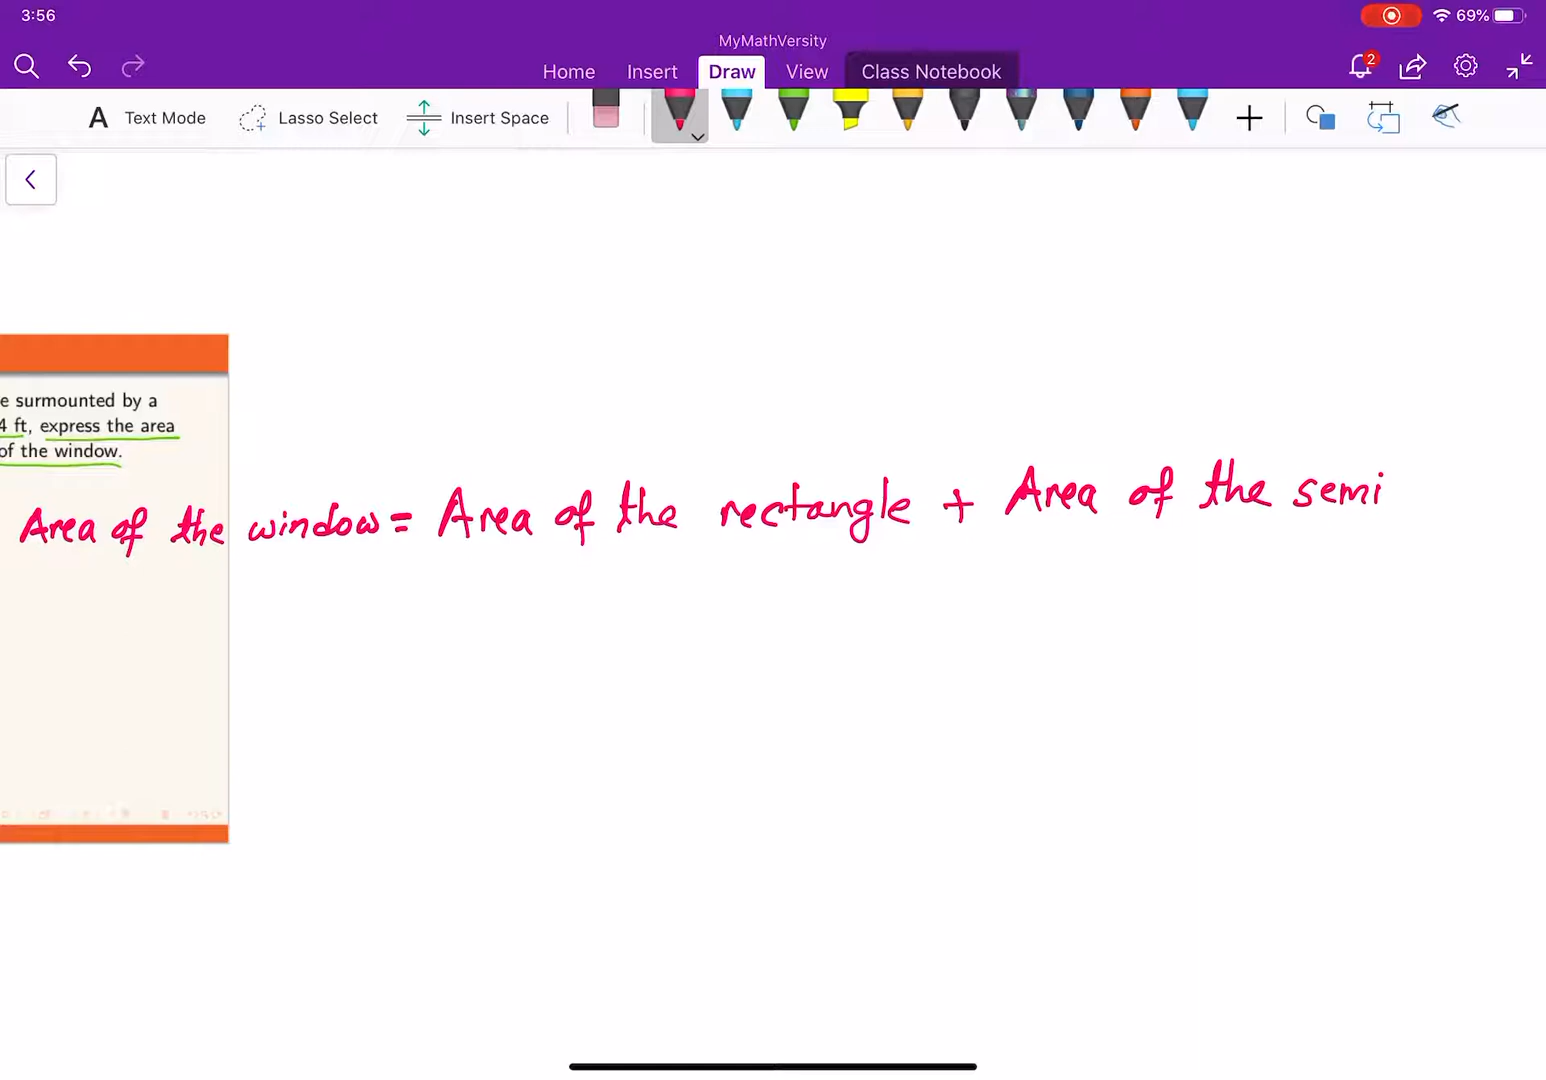 3:56
69%
MyMathVersity
Home Insert Draw View Class Notebook
2
A Text Mode Lasso Select Insert Space
e surmounted by a
4 ft, express the area
of the window.
Area of the window = Area of the rectangle + Area of the semi